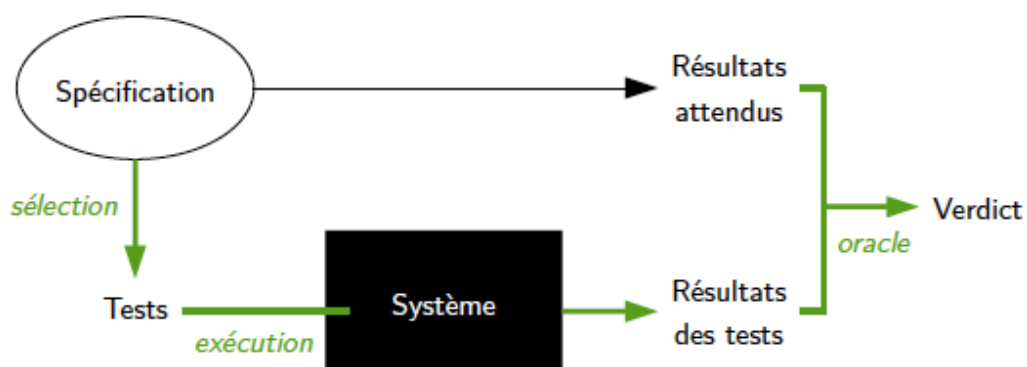 Spécification
Résultats
attendus
sélection
Verdict
oracle
Tests
exécution
Système
Résultats
des tests